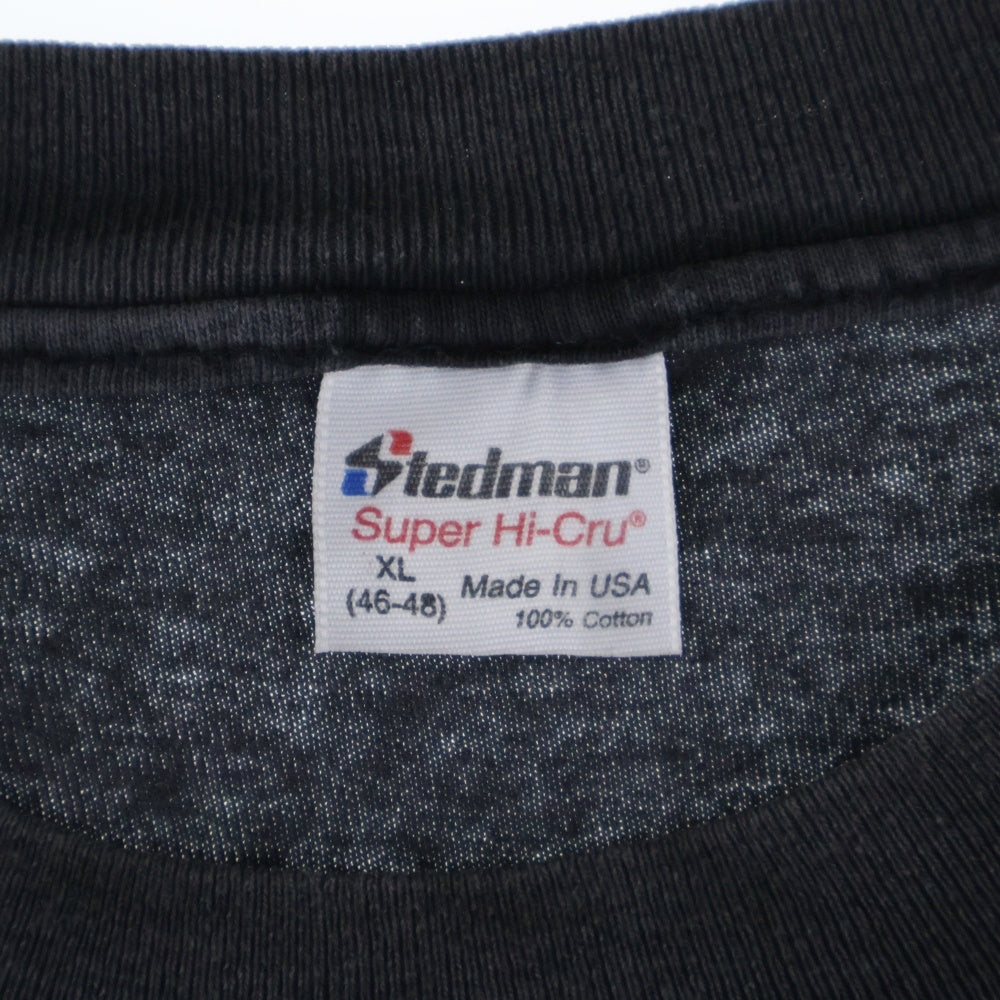 Stedman®
Super Hi-Cru®
XL
(46-48)
Made In USA
100% Cotton